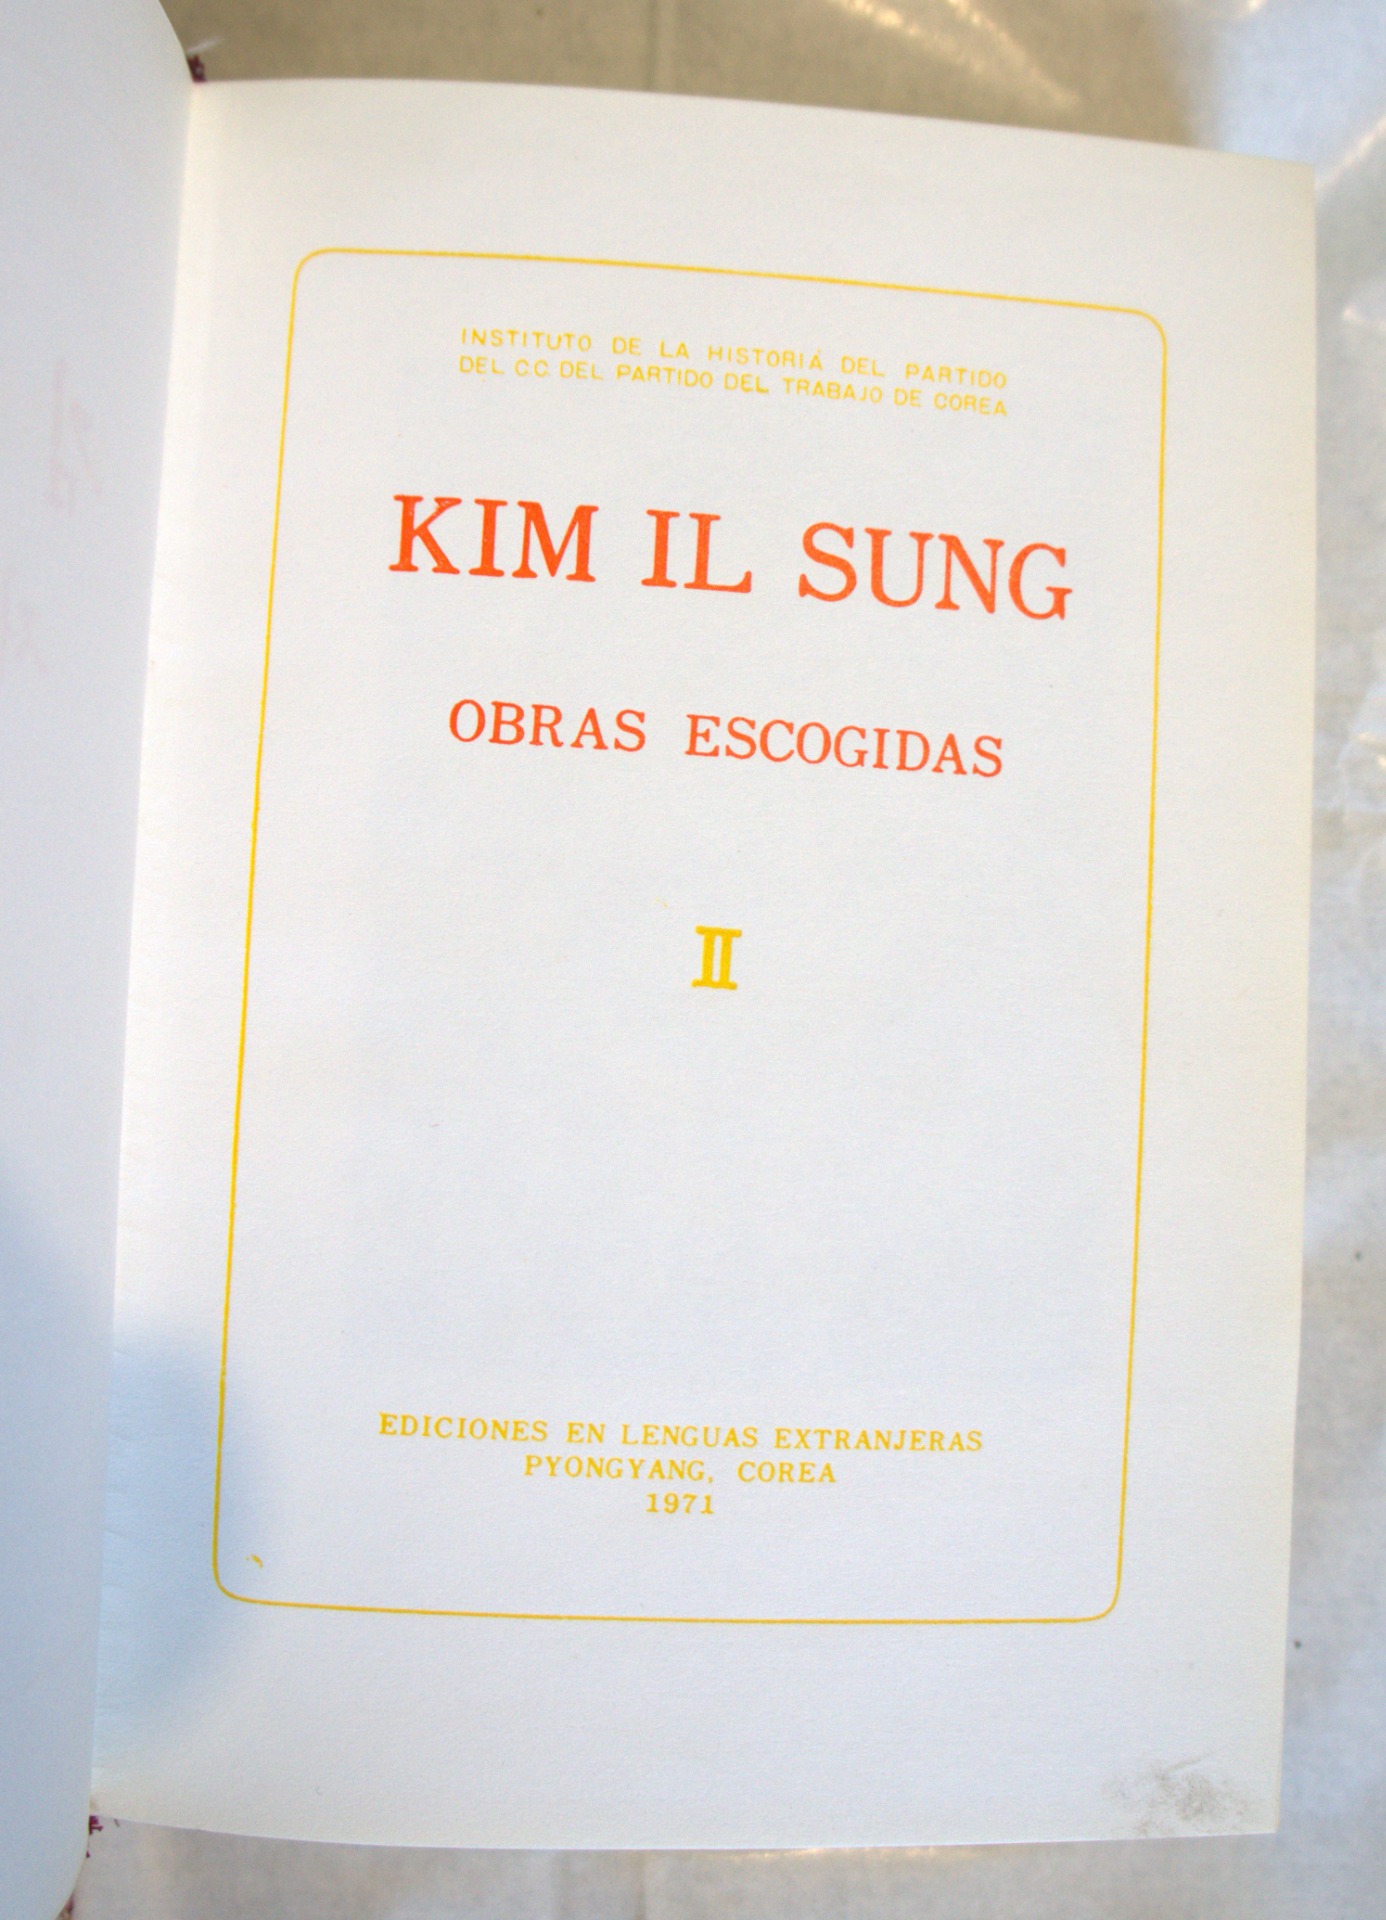 INSTITUTO DE LA HISTORIA DEL PARTIDO
DEL C.C. DEL PARTIDO DEL TRABAJO DE COREA
KIM IL SUNG
OBRAS ESCOGIDAS
II
EDICIONES EN LENGUAS EXTRANJERAS
PYONGYANG, COREA
1971